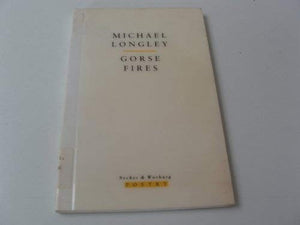 MICHAEL
LONGLEY
GORSE
FIRES
Secker & Warburg
POETRY